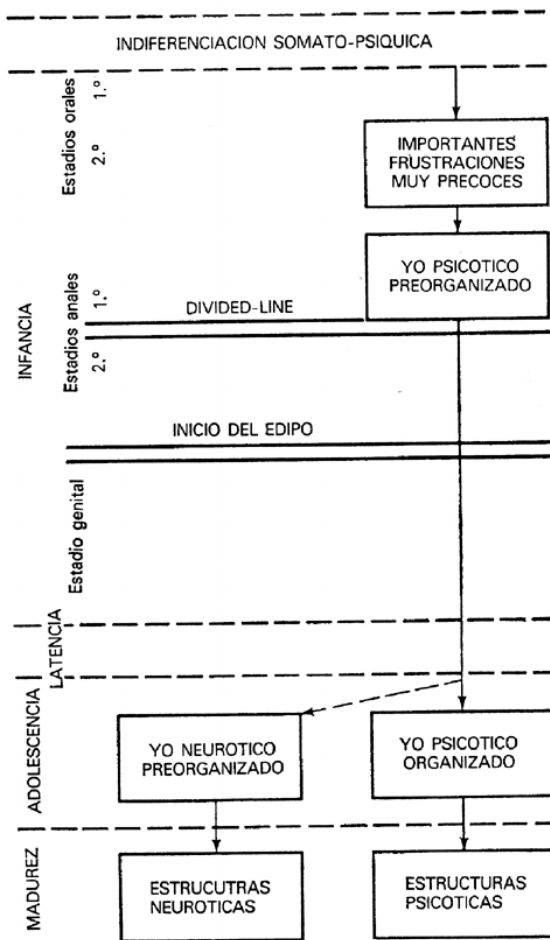 INDIFERENCIACION SOMATO-PSIQUICA
INFANCIA
Estadios orales
1.º
2.º
IMPORTANTES
FRUSTRACIONES
MUY PRECOCES
YO PSICOTICO
PREORGANIZADO
Estadios anales
1.º
2.º
DIVIDED-LINE
INICIO DEL EDIPO
Estadio genital
LATENCIA
ADOLESCENCIA
YO NEUROTICO
PREORGANIZADO
YO PSICOTICO
ORGANIZADO
MADUREZ
ESTRUCUTRAS
NEUROTICAS
ESTRUCTURAS
PSICOTICAS